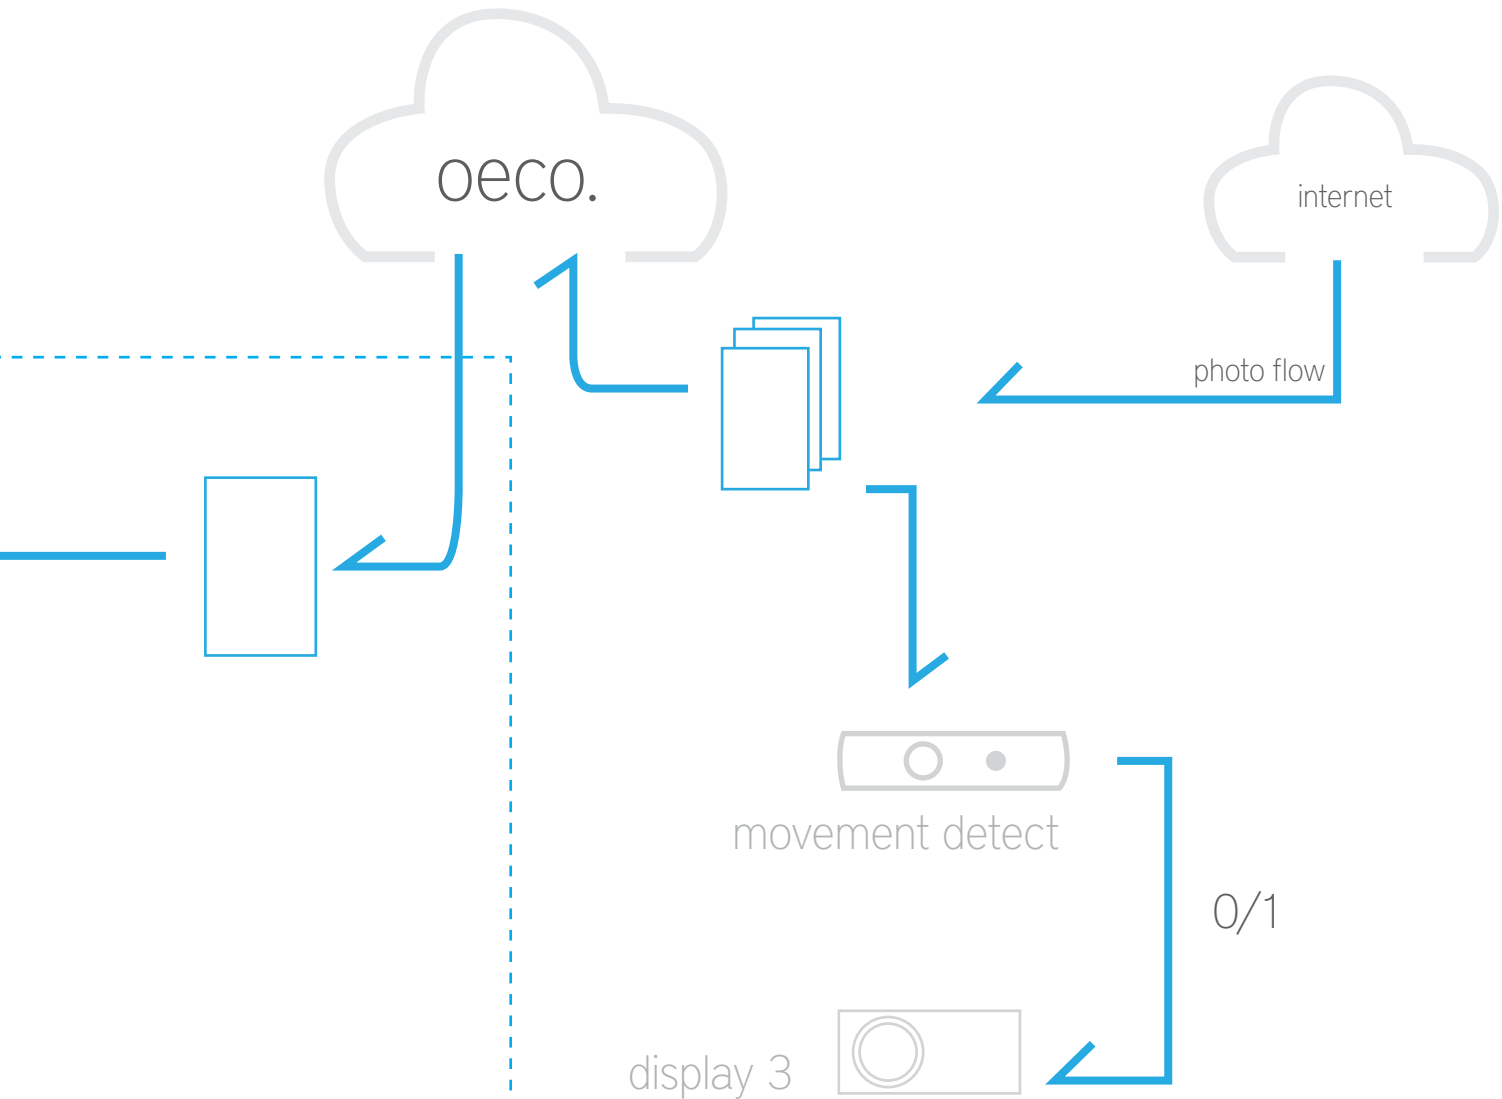 oeco.
internet
photo flow
movement detect
0/1
display 3